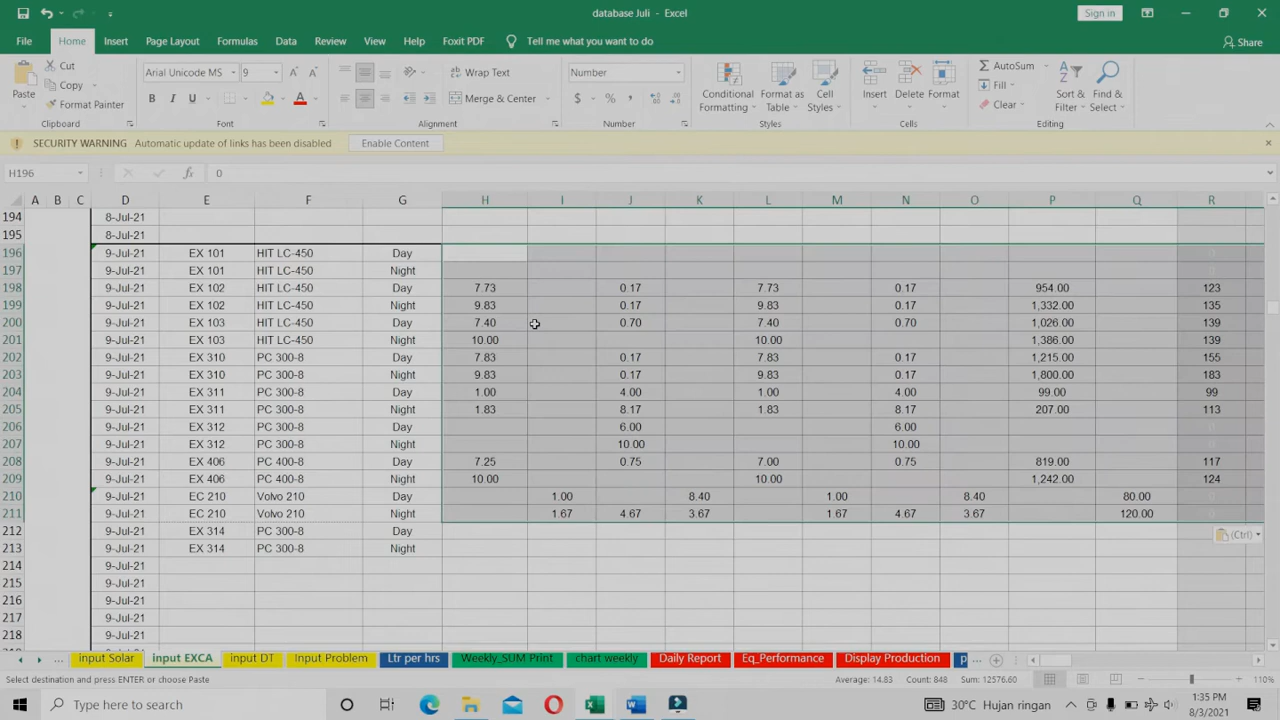 database Juli - Excel
Sign in
File Home Insert Page Layout Formulas Data Review View Help Foxit PDF Tell me what you want to do Share
Paste Cut Copy Format Painter Clipboard
Arial Unicode MS 9 B I U A Font
Wrap Text Merge & Center Alignment
Number $ % , Number
Conditional Formatting Format as Table Cell Styles Styles
Insert Delete Format Cells
AutoSum Fill Clear Sort & Filter Find & Select Editing
SECURITY WARNING Automatic update of links has been disabled Enable Content
H196 fx 0
A B C D E F G H I J K L M N O P Q R
194 8-Jul-21
195 8-Jul-21
196 9-Jul-21 EX 101 HIT LC-450 Day 0
197 9-Jul-21 EX 101 HIT LC-450 Night 0
198 9-Jul-21 EX 102 HIT LC-450 Day 7.73 0.17 7.73 0.17 954.00 123
199 9-Jul-21 EX 102 HIT LC-450 Night 9.83 0.17 9.83 0.17 1,332.00 135
200 9-Jul-21 EX 103 HIT LC-450 Day 7.40 0.70 7.40 0.70 1,026.00 139
201 9-Jul-21 EX 103 HIT LC-450 Night 10.00 10.00 1,386.00 139
202 9-Jul-21 EX 310 PC 300-8 Day 7.83 0.17 7.83 0.17 1,215.00 155
203 9-Jul-21 EX 310 PC 300-8 Night 9.83 0.17 9.83 0.17 1,800.00 183
204 9-Jul-21 EX 311 PC 300-8 Day 1.00 4.00 1.00 4.00 99.00 99
205 9-Jul-21 EX 311 PC 300-8 Night 1.83 8.17 1.83 8.17 207.00 113
206 9-Jul-21 EX 312 PC 300-8 Day 6.00 6.00 0
207 9-Jul-21 EX 312 PC 300-8 Night 10.00 10.00 0
208 9-Jul-21 EX 406 PC 400-8 Day 7.25 0.75 7.00 0.75 819.00 117
209 9-Jul-21 EX 406 PC 400-8 Night 10.00 10.00 1,242.00 124
210 9-Jul-21 EC 210 Volvo 210 Day 1.00 8.40 1.00 8.40 80.00 0
211 9-Jul-21 EC 210 Volvo 210 Night 1.67 4.67 3.67 1.67 4.67 3.67 120.00 0
212 9-Jul-21 EX 314 PC 300-8 Day
213 9-Jul-21 EX 314 PC 300-8 Night
214 9-Jul-21
215 9-Jul-21
216 9-Jul-21
217 9-Jul-21
218 9-Jul-21
(Ctrl)
... input Solar input EXCA input DT Input Problem Ltr per hrs Weekly_SUM Print chart weekly Daily Report Eq_Performance Display Production p ...
Select destination and press ENTER or choose Paste Average: 14.83 Count: 848 Sum: 12576.60 110%
Type here to search 30°C Hujan ringan 1:35 PM
8/3/2021